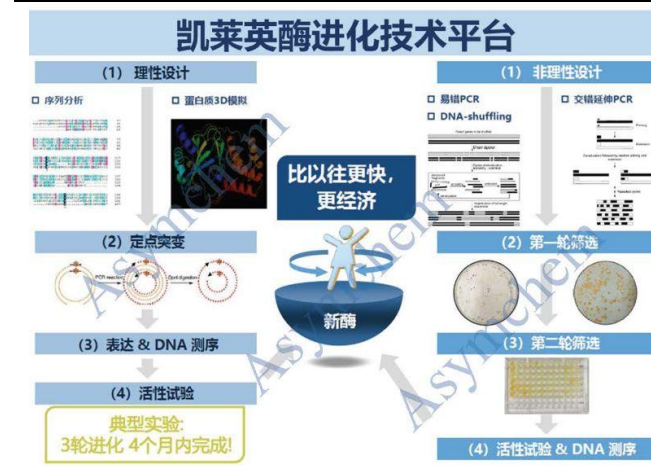 凯莱英酶进化技术平台
(1) 理性设计
序列分析
蛋白质3D模拟
(2) 定点突变
PCR reaction
DpnI digestion
(3) 表达 & DNA 测序
(4) 活性试验
典型实验:
3轮进化 4个月内完成!
比以往更快,
更经济
新酶
(1) 非理性设计
易错PCR
DNA-shuffling
交错延伸PCR
(2) 第一轮筛选
(3) 第二轮筛选
(4) 活性试验 & DNA 测序
Asymchem
Asymchem
Asymchem